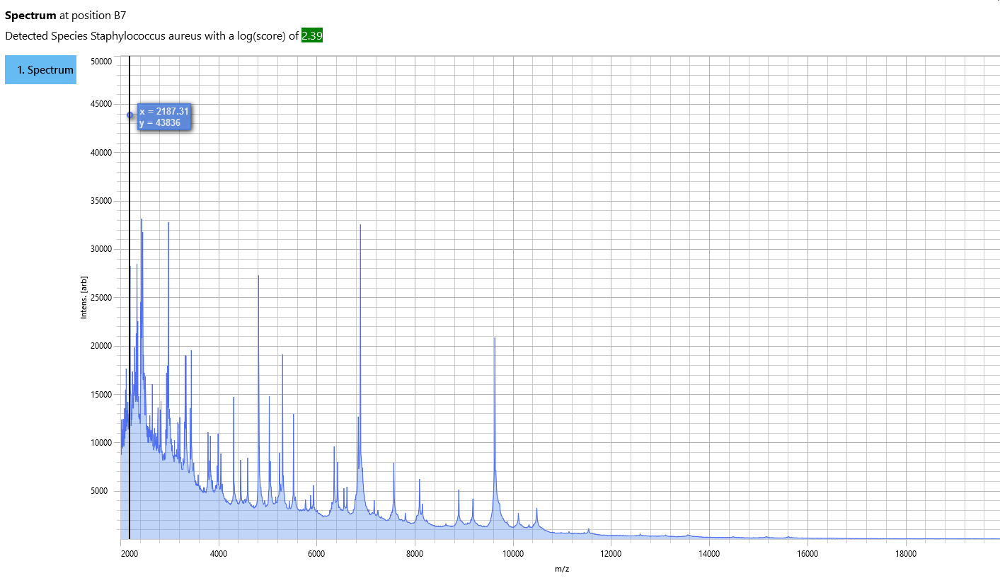 Spectrum at position B7
Detected Species Staphylococcus aureus with a log(score) of 2.39
1. Spectrum
50000
45000
x = 2187.31
y = 43836
40000
35000
30000
25000
20000
15000
10000
5000
Intens. [arb]
2000 4000 6000 8000 10000 12000 14000 16000 18000
m/z